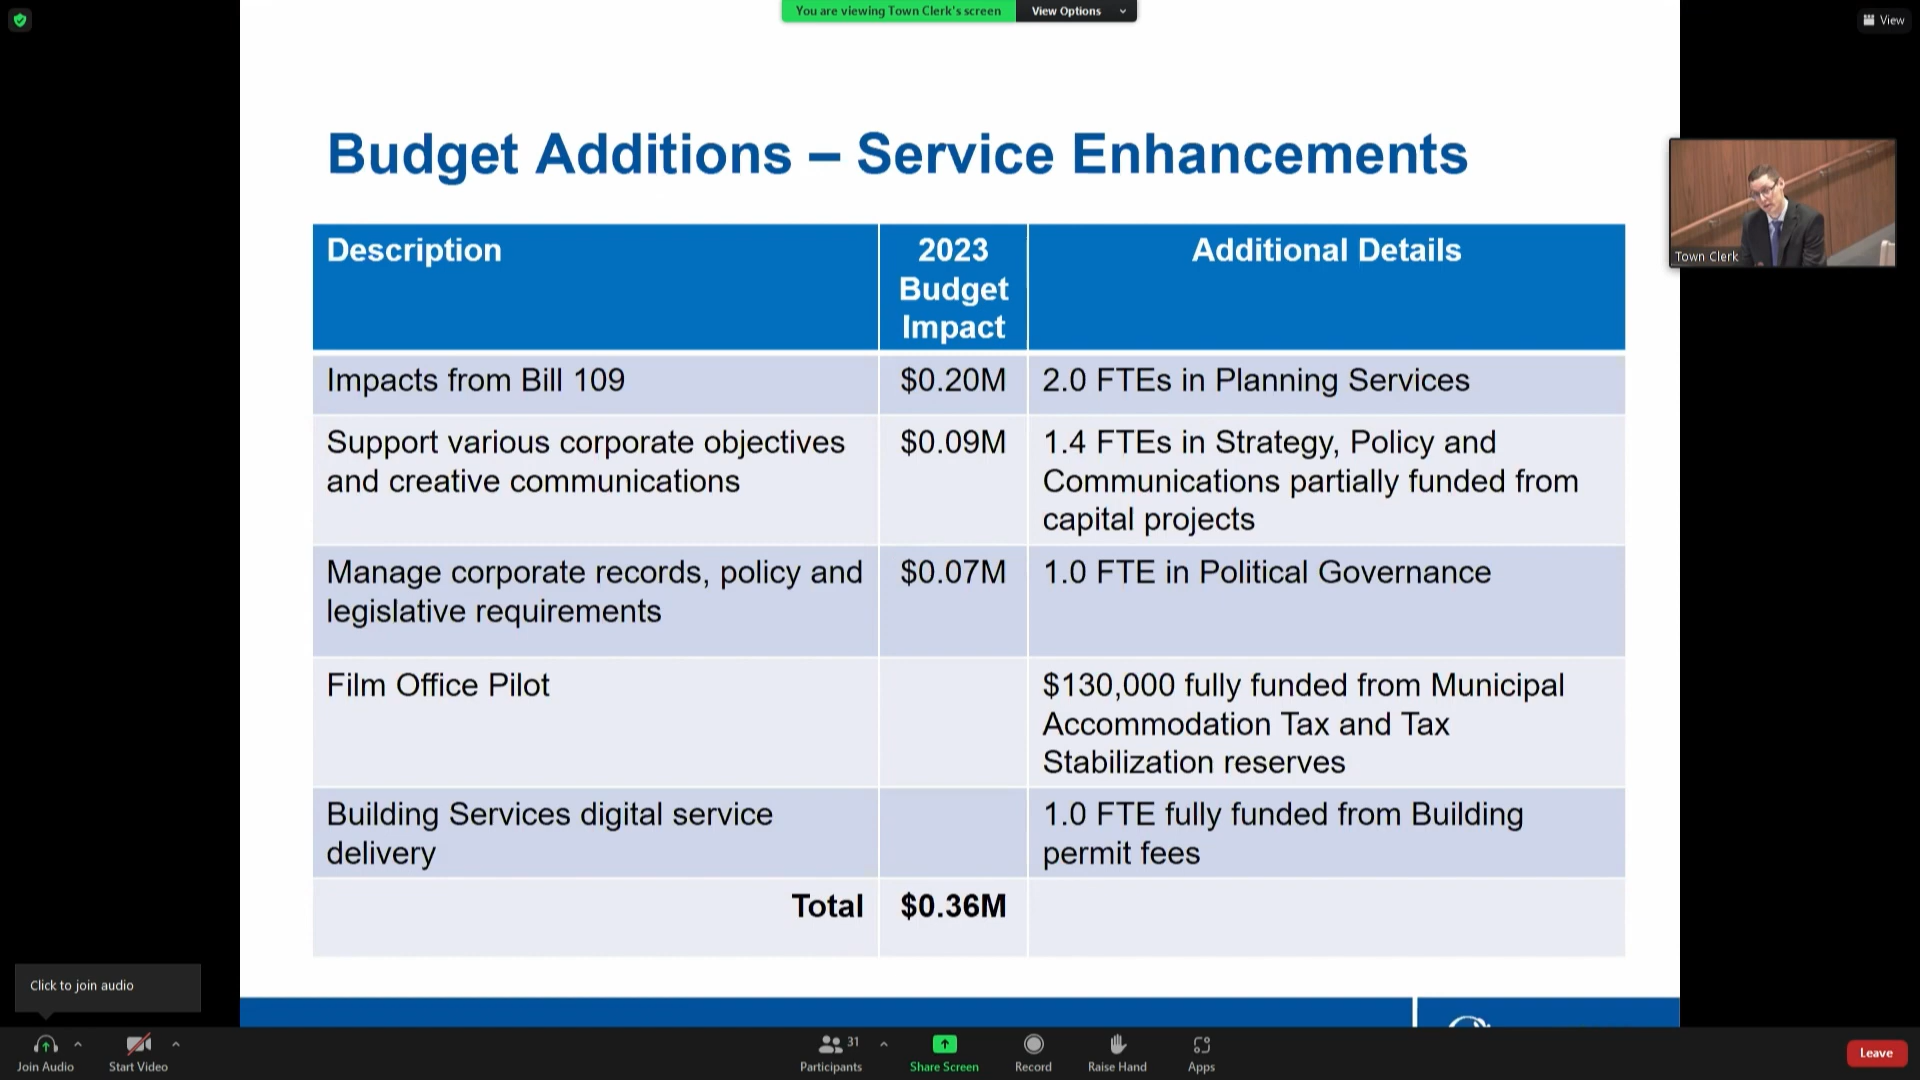 You are viewing Town Clerk's screen
View Options
View
Budget Additions – Service Enhancements
Description
2023
Budget
Impact
Additional Details
Impacts from Bill 109
$0.20M
2.0 FTEs in Planning Services
Support various corporate objectives
and creative communications
$0.09M
1.4 FTEs in Strategy, Policy and
Communications partially funded from
capital projects
Manage corporate records, policy and
legislative requirements
$0.07M
1.0 FTE in Political Governance
Film Office Pilot
$130,000 fully funded from Municipal
Accommodation Tax and Tax
Stabilization reserves
Building Services digital service
delivery
1.0 FTE fully funded from Building
permit fees
Total
$0.36M
Town Clerk
Click to join audio
Join Audio
Start Video
31
Participants
Share Screen
Record
Raise Hand
Apps
Leave